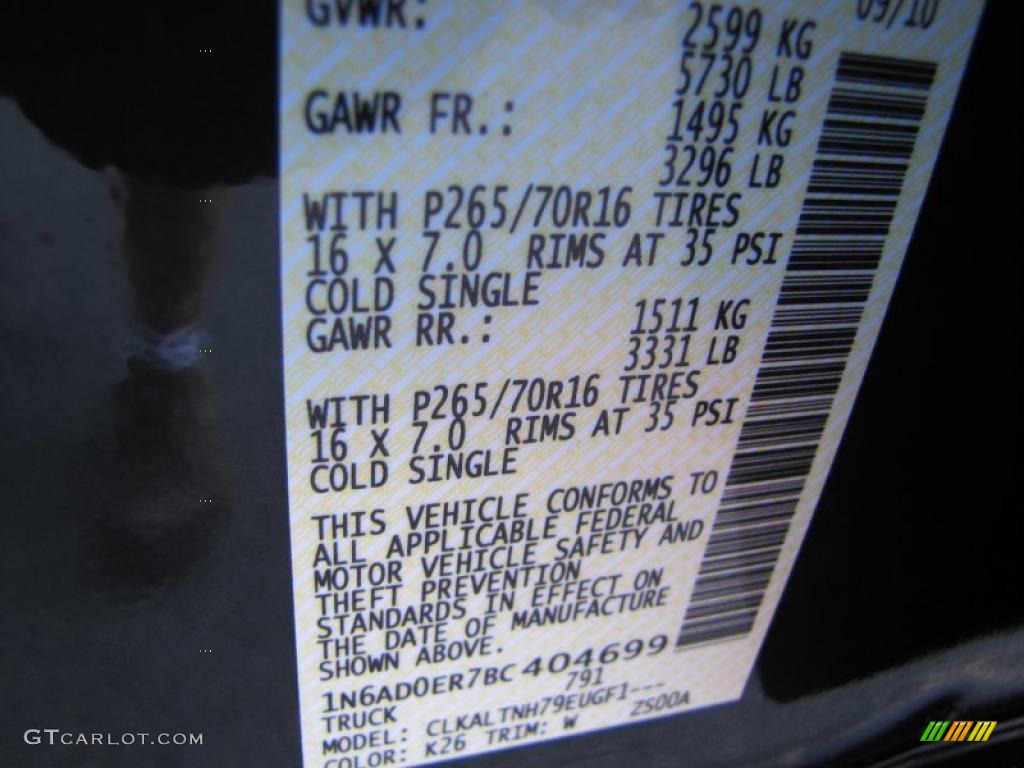 GVWR: 09/10
2599 KG
5730 LB
GAWR FR.: 1495 KG
3296 LB
WITH P265/70R16 TIRES
16 X 7.0 RIMS AT 35 PSI
COLD SINGLE
GAWR RR.: 1511 KG
3331 LB
WITH P265/70R16 TIRES
16 X 7.0 RIMS AT 35 PSI
COLD SINGLE
THIS VEHICLE CONFORMS TO
ALL APPLICABLE FEDERAL
MOTOR VEHICLE SAFETY AND
THEFT PREVENTION
STANDARDS IN EFFECT ON
THE DATE OF MANUFACTURE
SHOWN ABOVE.
1N6AD0ER7BC404699
TRUCK 791
MODEL: CLKALTNH79EUGF1---
COLOR: K26 TRIM: W ZS00A
GTCARLOT.COM